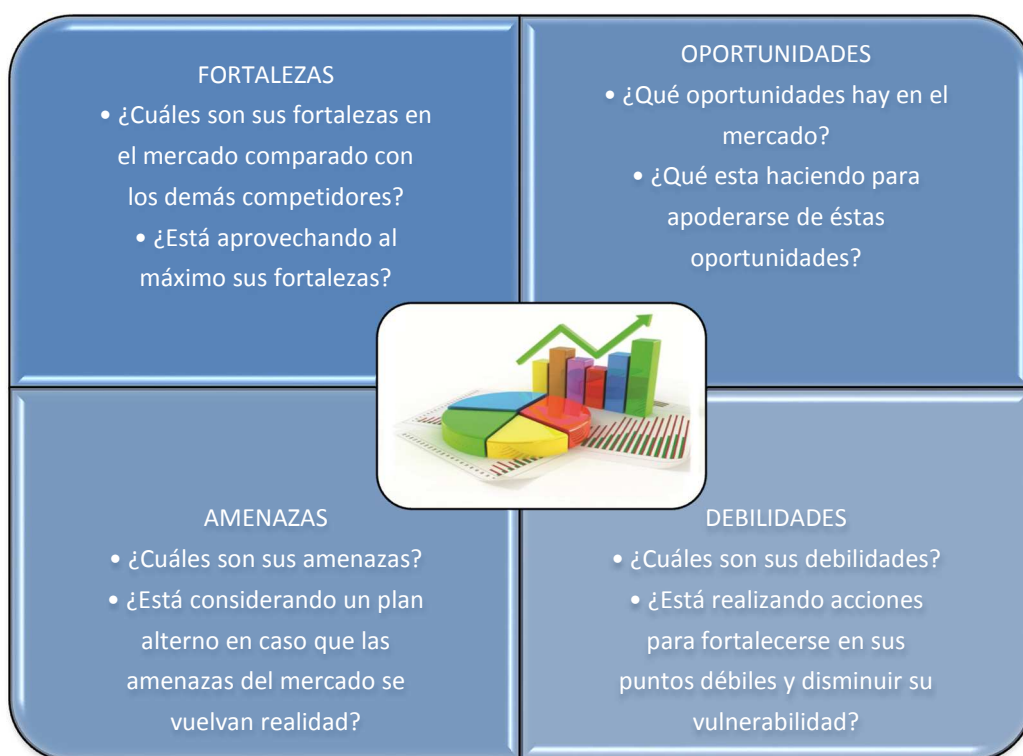 FORTALEZAS
• ¿Cuáles son sus fortalezas en
el mercado comparado con
los demás competidores?
• ¿Está aprovechando al
máximo sus fortalezas?
OPORTUNIDADES
• ¿Qué oportunidades hay en el
mercado?
• ¿Qué esta haciendo para
apoderarse de éstas
oportunidades?
AMENAZAS
• ¿Cuáles son sus amenazas?
• ¿Está considerando un plan
alterno en caso que las
amenazas del mercado se
vuelvan realidad?
DEBILIDADES
• ¿Cuáles son sus debilidades?
• ¿Está realizando acciones
para fortalecerse en sus
puntos débiles y disminuir su
vulnerabilidad?